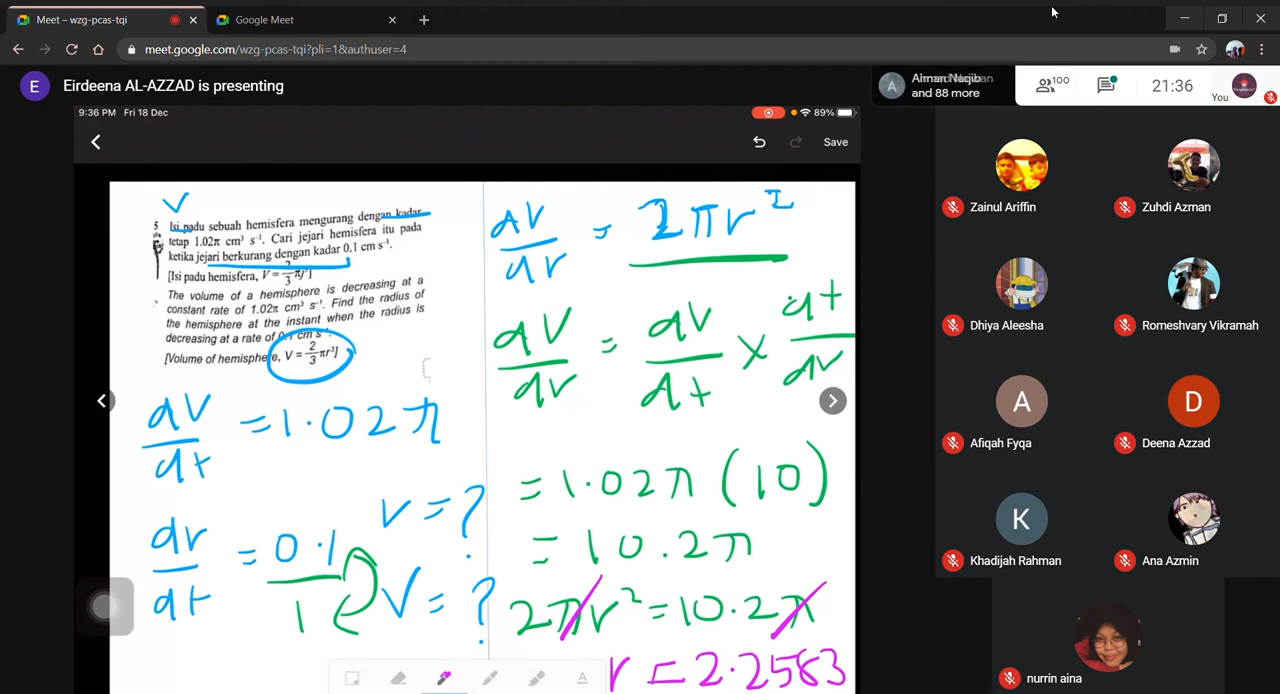 Meet – wzg-pcas-tqi
Google Meet
meet.google.com/wzg-pcas-tqi?pli=1&authuser=4
E
Eirdeena AL-AZZAD is presenting
A
and 88 more
100
21:36
You
9:36 PM Fri 18 Dec
89%
Save
V
5 Isi padu sebuah hemisfera mengurang dengan kadar
tetap 1.02π cm³ s⁻¹. Cari jejari hemisfera itu pada
ketika jejari berkurang dengan kadar 0.1 cm s⁻¹.
[Isi padu hemisfera, V = 2/3 πj³]
The volume of a hemisphere is decreasing at a
constant rate of 1.02π cm³ s⁻¹. Find the radius of
the hemisphere at the instant when the radius is
decreasing at a rate of 0.1 cm s⁻¹.
[Volume of hemisphere, V = 2/3 πr³]
dV/dt = 1.02π
dr/dt = 0.1/1
r = ?
V = ?
dV/dr = 2πr²
dV/dr = dV/dt × dt/dr
= 1.02π (10)
= 10.2π
2πr² = 10.2π
r = 2.2583
A
Zainul Ariffin
Zuhdi Azman
Dhiya Aleesha
Romeshvary Vikramah
A
Afiqah Fyqa
D
Deena Azzad
K
Khadijah Rahman
Ana Azmin
nurrin aina